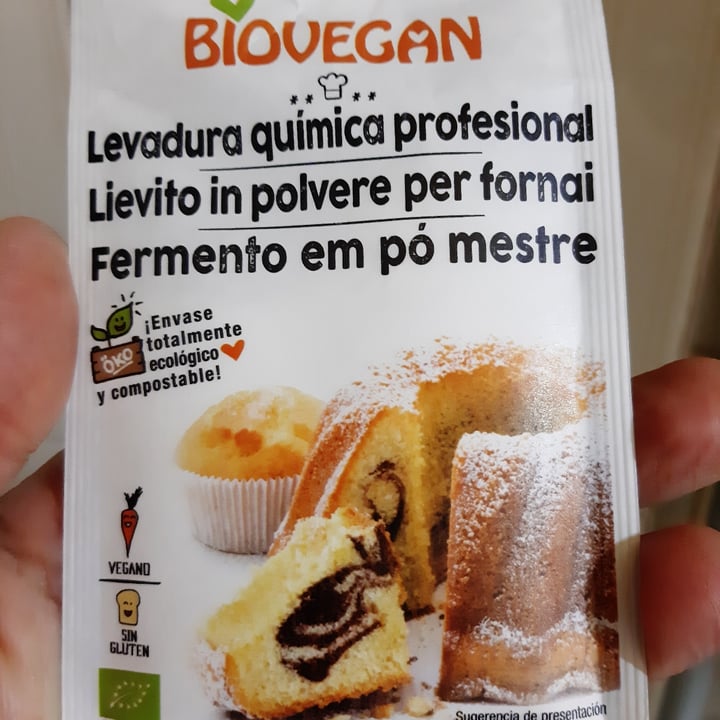 BIOVEGAN
Levadura química profesional
Lievito in polvere per fornai
Fermento em pó mestre
¡Envase
totalmente
ecológico
y compostable!
ÖKO
VEGANO
SIN
GLUTEN
Sugerencia de presentación